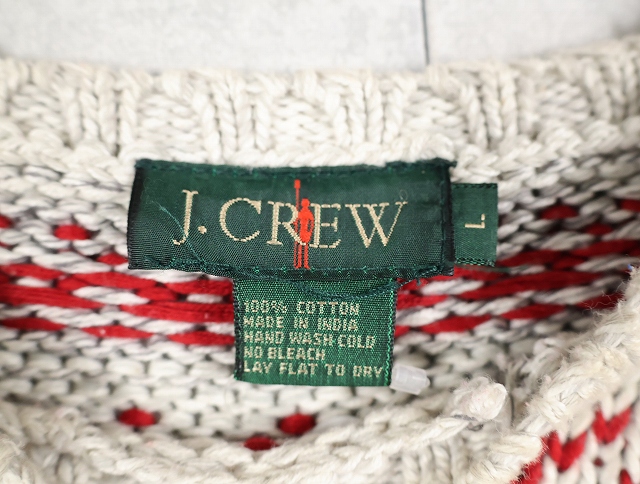 J. CREW
L
100% COTTON
MADE IN INDIA
HAND WASH COLD
NO BLEACH
LAY FLAT TO DRY